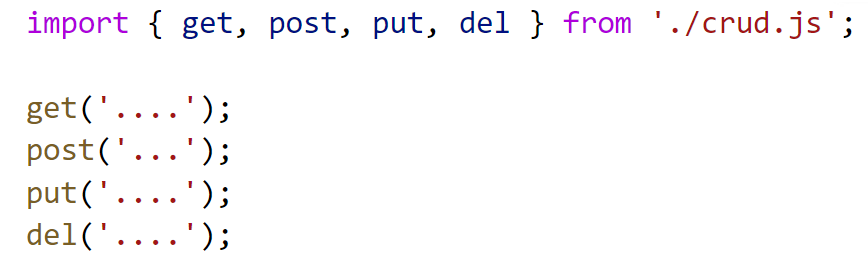 import { get, post, put, del } from './crud.js';
get('....');
post('...');
put('....');
del('....');